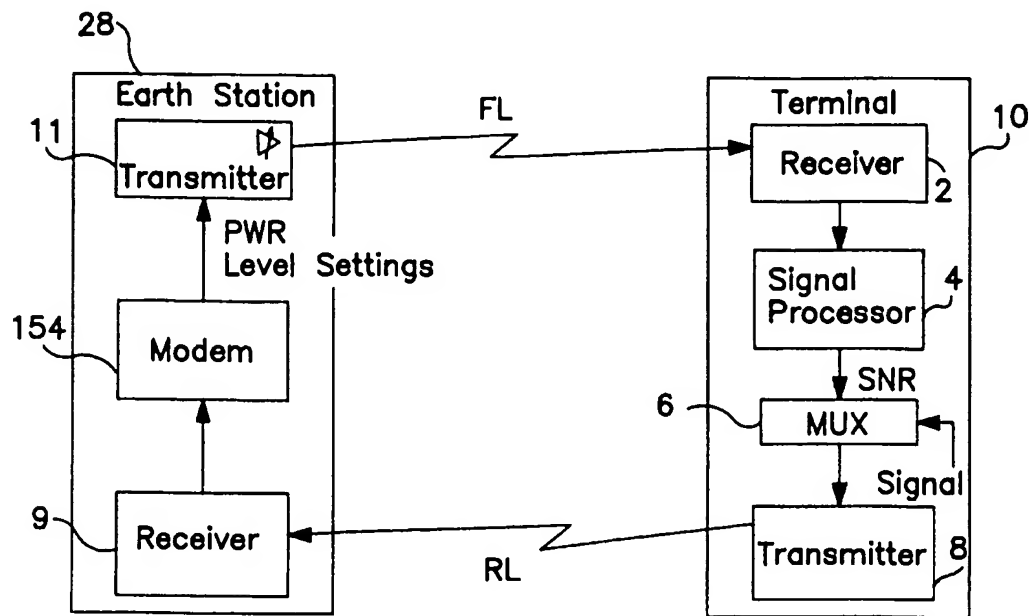 28
Earth Station
11
Transmitter
PWR
Level Settings
154
Modem
9
Receiver
FL
RL
Terminal
10
Receiver
2
Signal
Processor
4
SNR
6
MUX
Signal
Transmitter
8